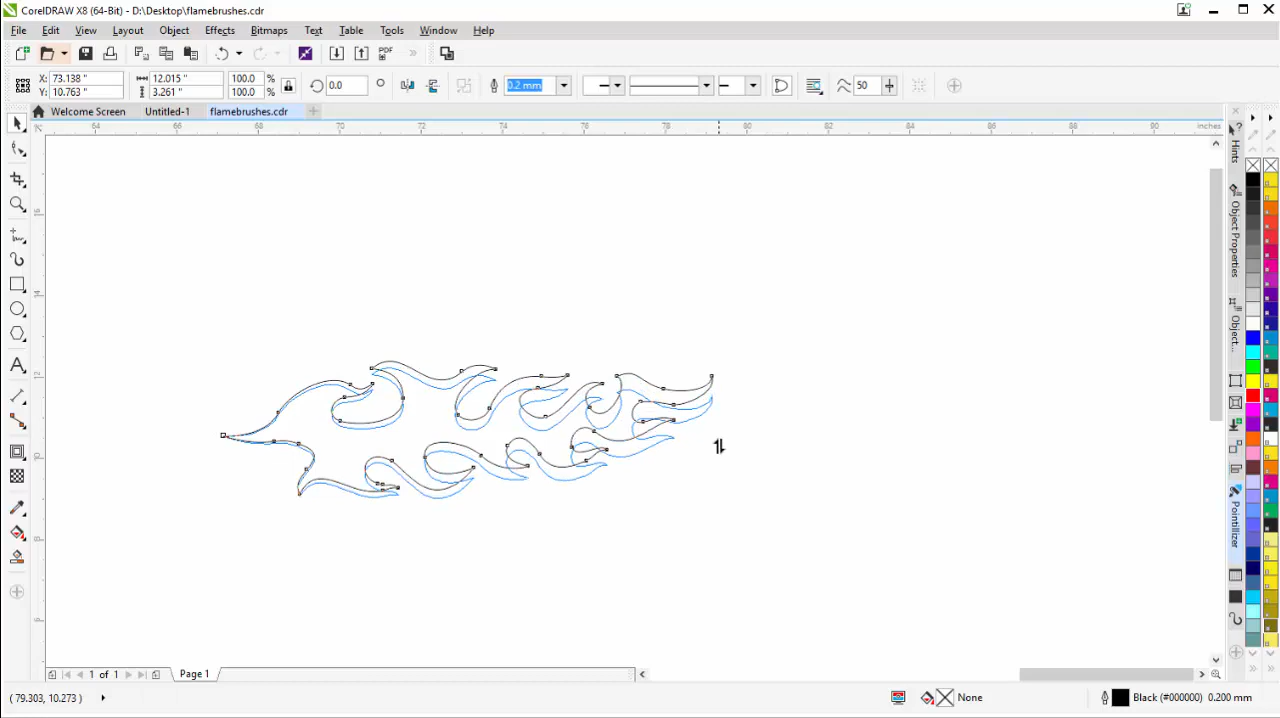 CorelDRAW X8 (64-Bit) - D:\Desktop\flamebrushes.cdr
File Edit View Layout Object Effects Bitmaps Text Table Tools Window Help
PDF
X: 73.138 " 12.015 " 100.0 %
Y: 10.763 " 3.261 " 100.0 %
0.0
0.2 mm
50
Welcome Screen Untitled-1 flamebrushes.cdr
64 66 68 70 72 74 76 78 80 82 84 86 88 90 inches
Hints
Object Properties
Object...
Pointillizer
1 of 1 Page 1
( 79.303, 10.273 ) None Black (#000000) 0.200 mm